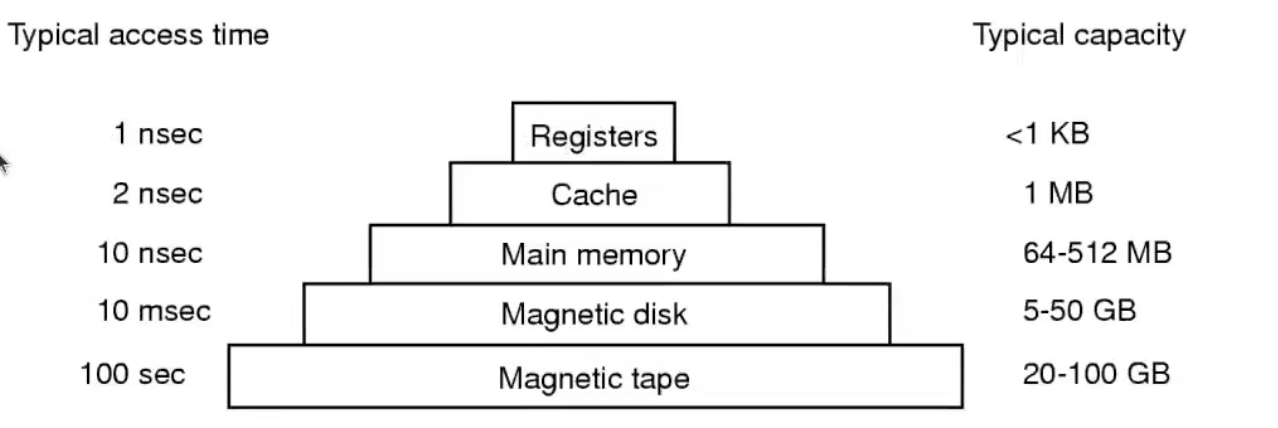 Typical access time Typical capacity
1 nsec Registers <1 KB
2 nsec Cache 1 MB
10 nsec Main memory 64-512 MB
10 msec Magnetic disk 5-50 GB
100 sec Magnetic tape 20-100 GB